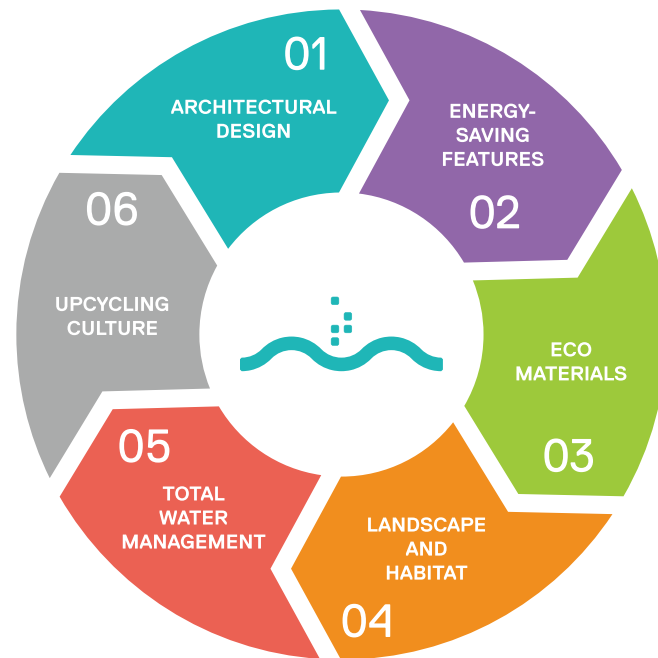 01
ARCHITECTURAL
DESIGN
ENERGY-
SAVING
FEATURES
02
ECO
MATERIALS
03
LANDSCAPE
AND
HABITAT
04
05
TOTAL
WATER
MANAGEMENT
06
UPCYCLING
CULTURE